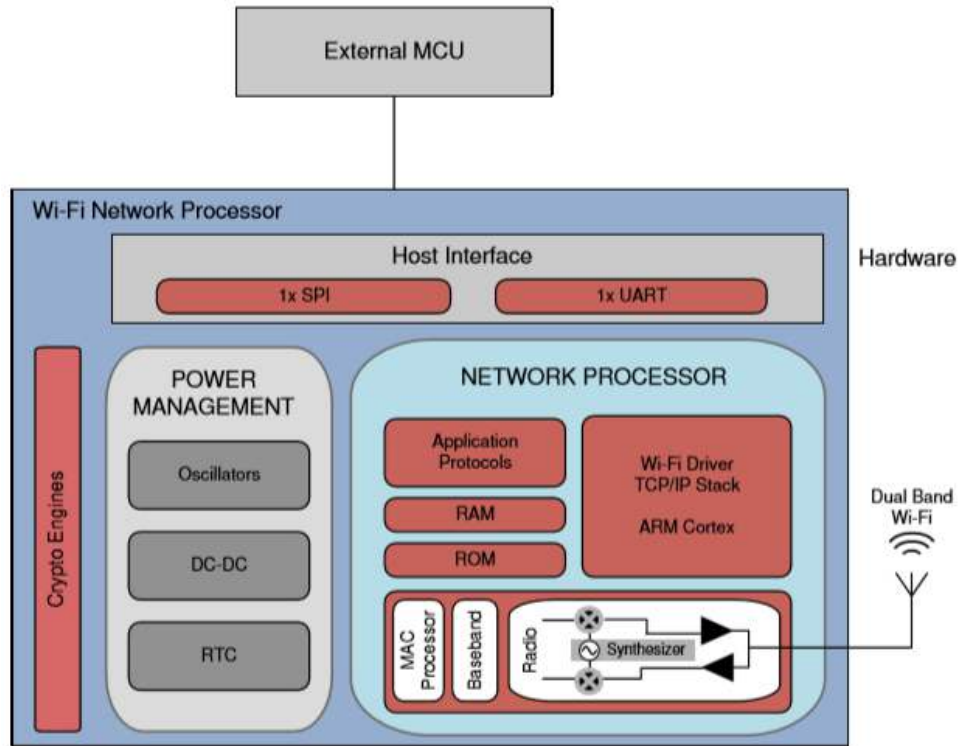 External MCU
Wi-Fi Network Processor
Host Interface
Hardware
1x SPI
1x UART
Crypto Engines
POWER
MANAGEMENT
Oscillators
DC-DC
RTC
NETWORK PROCESSOR
Application
Protocols
RAM
ROM
Wi-Fi Driver
TCP/IP Stack
ARM Cortex
MAC
Processor
Baseband
Radio
Synthesizer
Dual Band
Wi-Fi